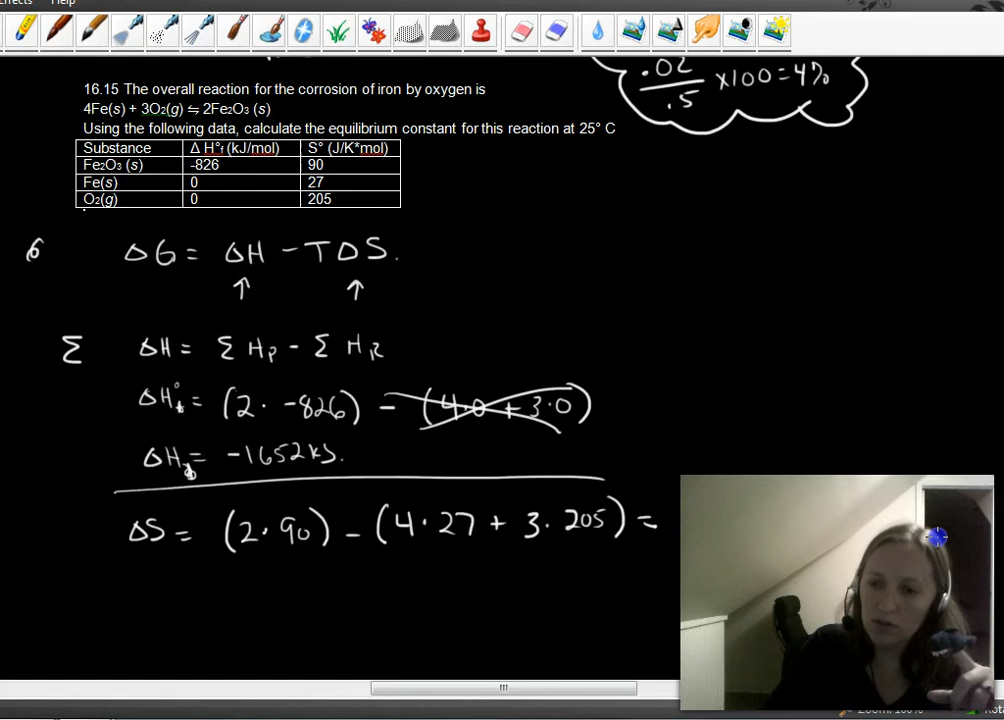 Effects Help
.02
/.5 ×100=4%
16.15 The overall reaction for the corrosion of iron by oxygen is
4Fe(s) + 3O₂(g) ⇋ 2Fe₂O₃ (s)
Using the following data, calculate the equilibrium constant for this reaction at 25° C
Substance Δ H°f (kJ/mol) S° (J/K*mol)
Fe₂O₃ (s) -826 90
Fe(s) 0 27
O₂(g) 0 205
ΔG = ΔH - TΔS.
↑ ↑
Σ ΔH = Σ Hp - Σ HR
ΔH°f = (2· -826) - (4·0 + 3·0)
ΔH = -1652kJ.
ΔS = (2·90) - (4·27 + 3·205) =
Zoom:100%